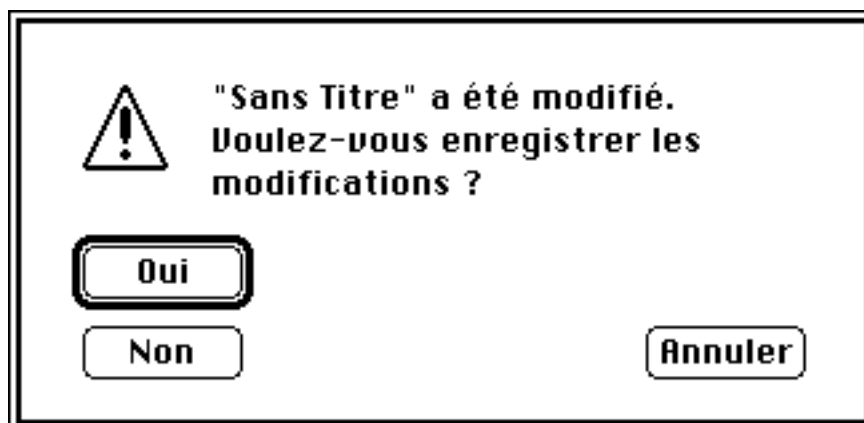 "Sans Titre" a été modifié.
Voulez-vous enregistrer les
modifications ?
Oui
Non
Annuler